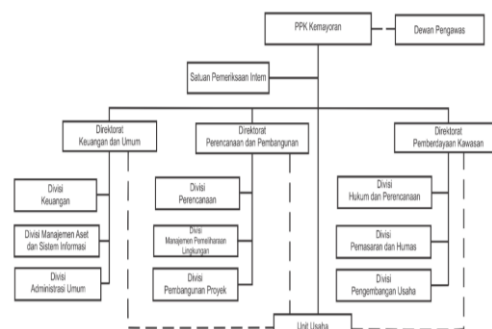 PPK Kemayoran
Dewan Pengawas
Satuan Pemeriksaan Intern
Direktorat
Keuangan dan Umum
Direktorat
Perencanaan dan Pembangunan
Direktorat
Pemberdayaan Kawasan
Divisi
Keuangan
Divisi Manajemen Aset
dan Sistem Informasi
Divisi
Administrasi Umum
Divisi
Perencanaan
Divisi
Manajemen Pemeliharaan
Lingkungan
Divisi
Pembangunan Proyek
Divisi
Hukum dan Perencanaan
Divisi
Pemasaran dan Humas
Divisi
Pengembangan Usaha
Unit Usaha